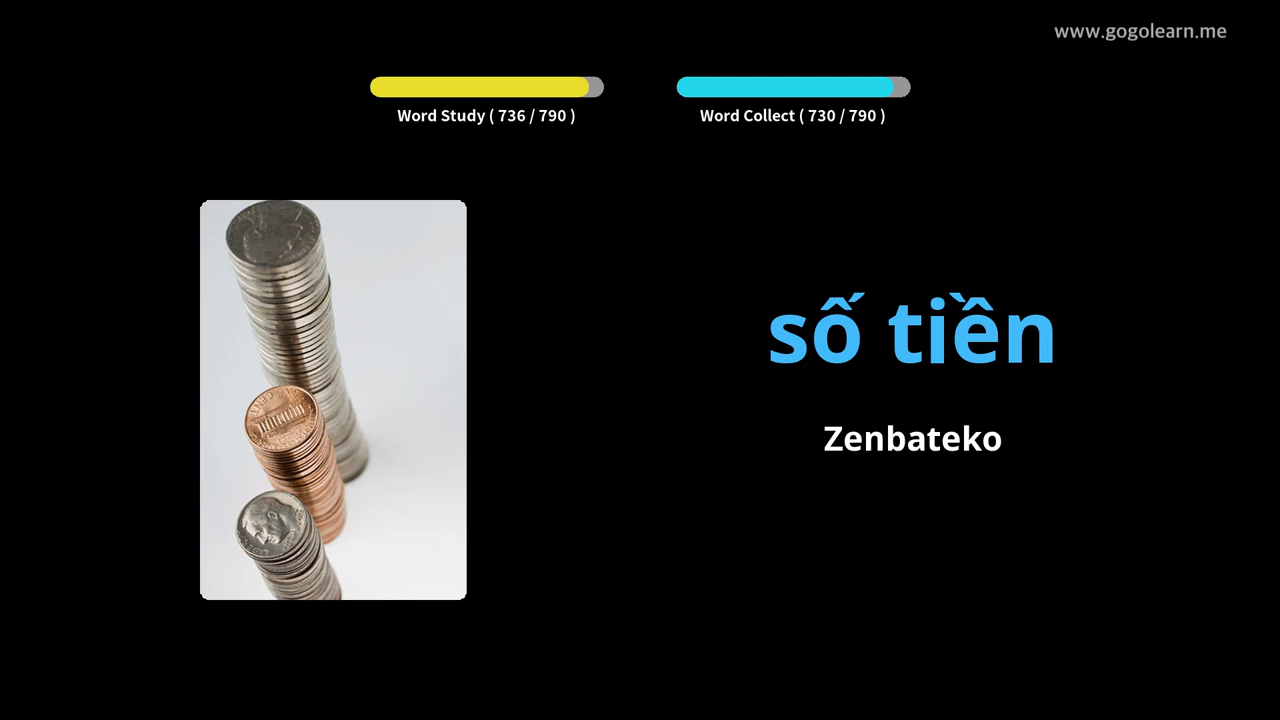 www.gogolearn.me
Word Study ( 736 / 790 )
Word Collect ( 730 / 790 )
số tiền
Zenbateko